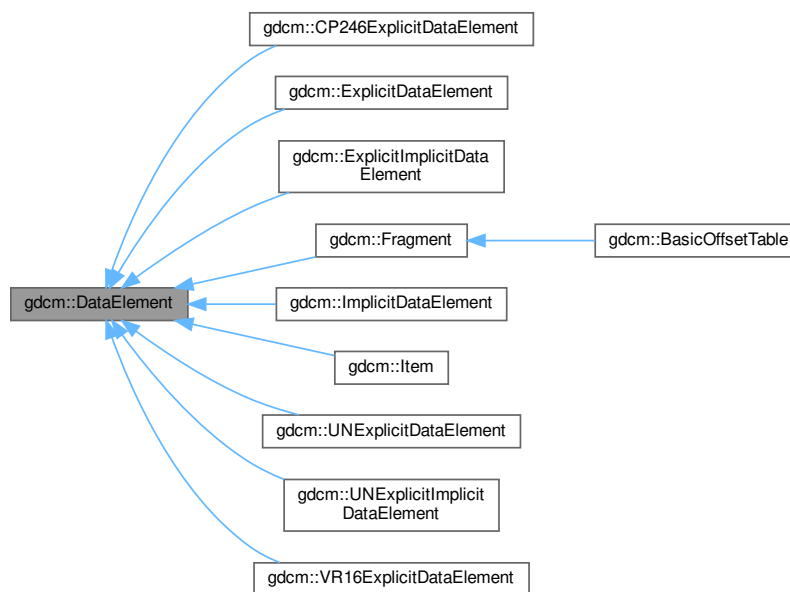 gdcm::CP246ExplicitDataElement
gdcm::ExplicitDataElement
gdcm::ExplicitImplicitData
Element
gdcm::Fragment
gdcm::BasicOffsetTable
gdcm::DataElement
gdcm::ImplicitDataElement
gdcm::Item
gdcm::UNExplicitDataElement
gdcm::UNExplicitImplicit
DataElement
gdcm::VR16ExplicitDataElement